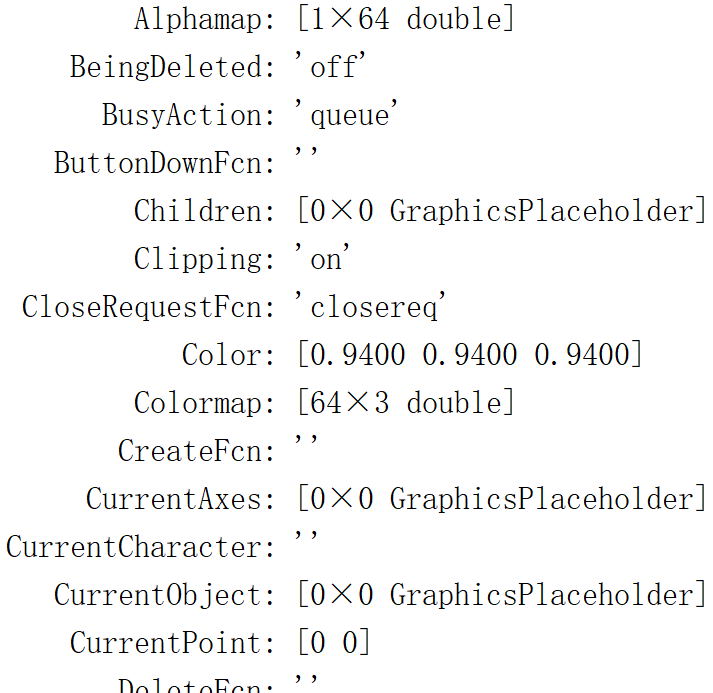 Alphamap: [1×64 double]
BeingDeleted: 'off'
BusyAction: 'queue'
ButtonDownFcn: ''
Children: [0×0 GraphicsPlaceholder]
Clipping: 'on'
CloseRequestFcn: 'closereq'
Color: [0.9400 0.9400 0.9400]
Colormap: [64×3 double]
CreateFcn: ''
CurrentAxes: [0×0 GraphicsPlaceholder]
CurrentCharacter: ''
CurrentObject: [0×0 GraphicsPlaceholder]
CurrentPoint: [0 0]
DeleteFcn: ''